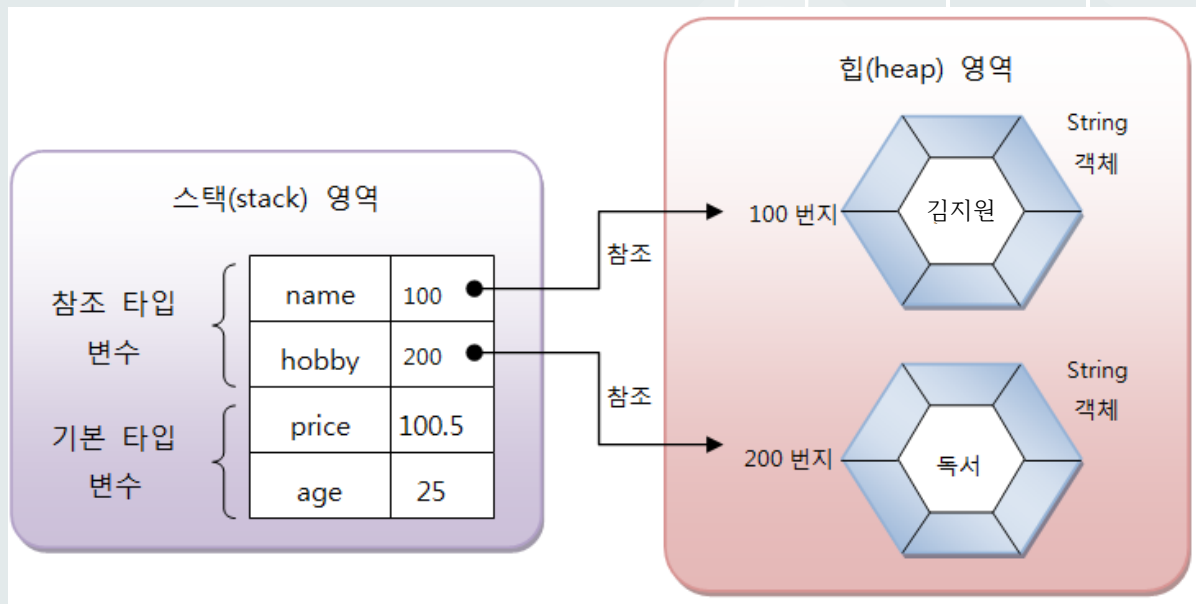 스택(stack) 영역
참조 타입
변수
name
100
hobby
200
기본 타입
변수
price
100.5
age
25
참조
참조
힙(heap) 영역
String
객체
100 번지
김지원
String
객체
200 번지
독서